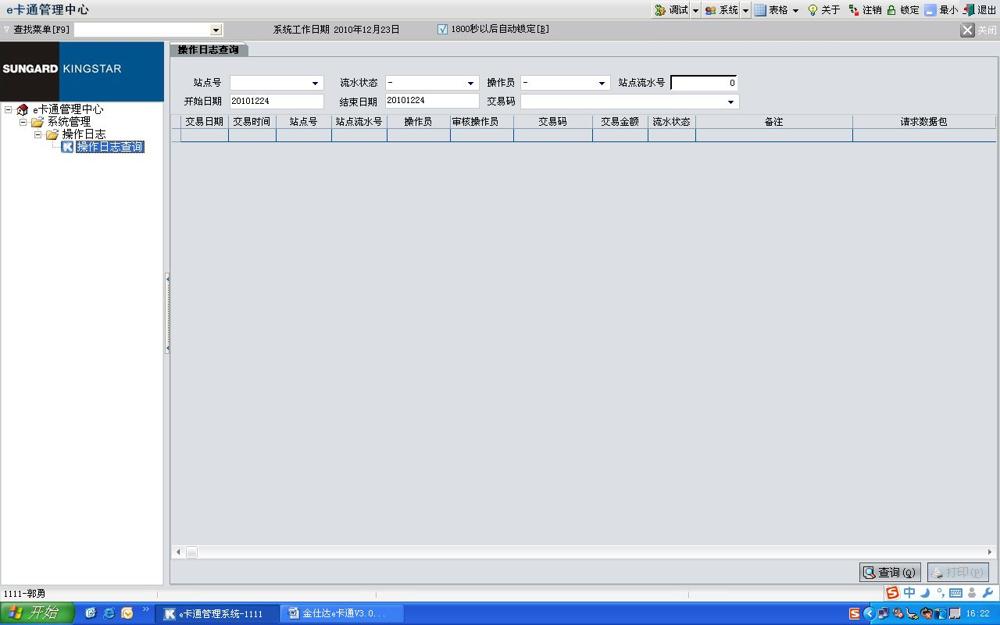 e卡通管理中心 调试 系统 表格 关于 注销 锁定 最小 退出
查找菜单[F9] 系统工作日期 2010年12月23日 1800秒以后自动锁定[B] 关闭
SUNGARD KINGSTAR
e卡通管理中心
系统管理
操作日志
操作日志查询
操作日志查询
站点号 流水状态 - 操作员 - 站点流水号 0
开始日期 20101224 结束日期 20101224 交易码
交易日期 交易时间 站点号 站点流水号 操作员 审核操作员 交易码 交易金额 流水状态 备注 请求数据包
查询(Q) 打印(P)
1111-郭勇
中
开始 e卡通管理系统-1111 金仕达e卡通V3.0... 16:22